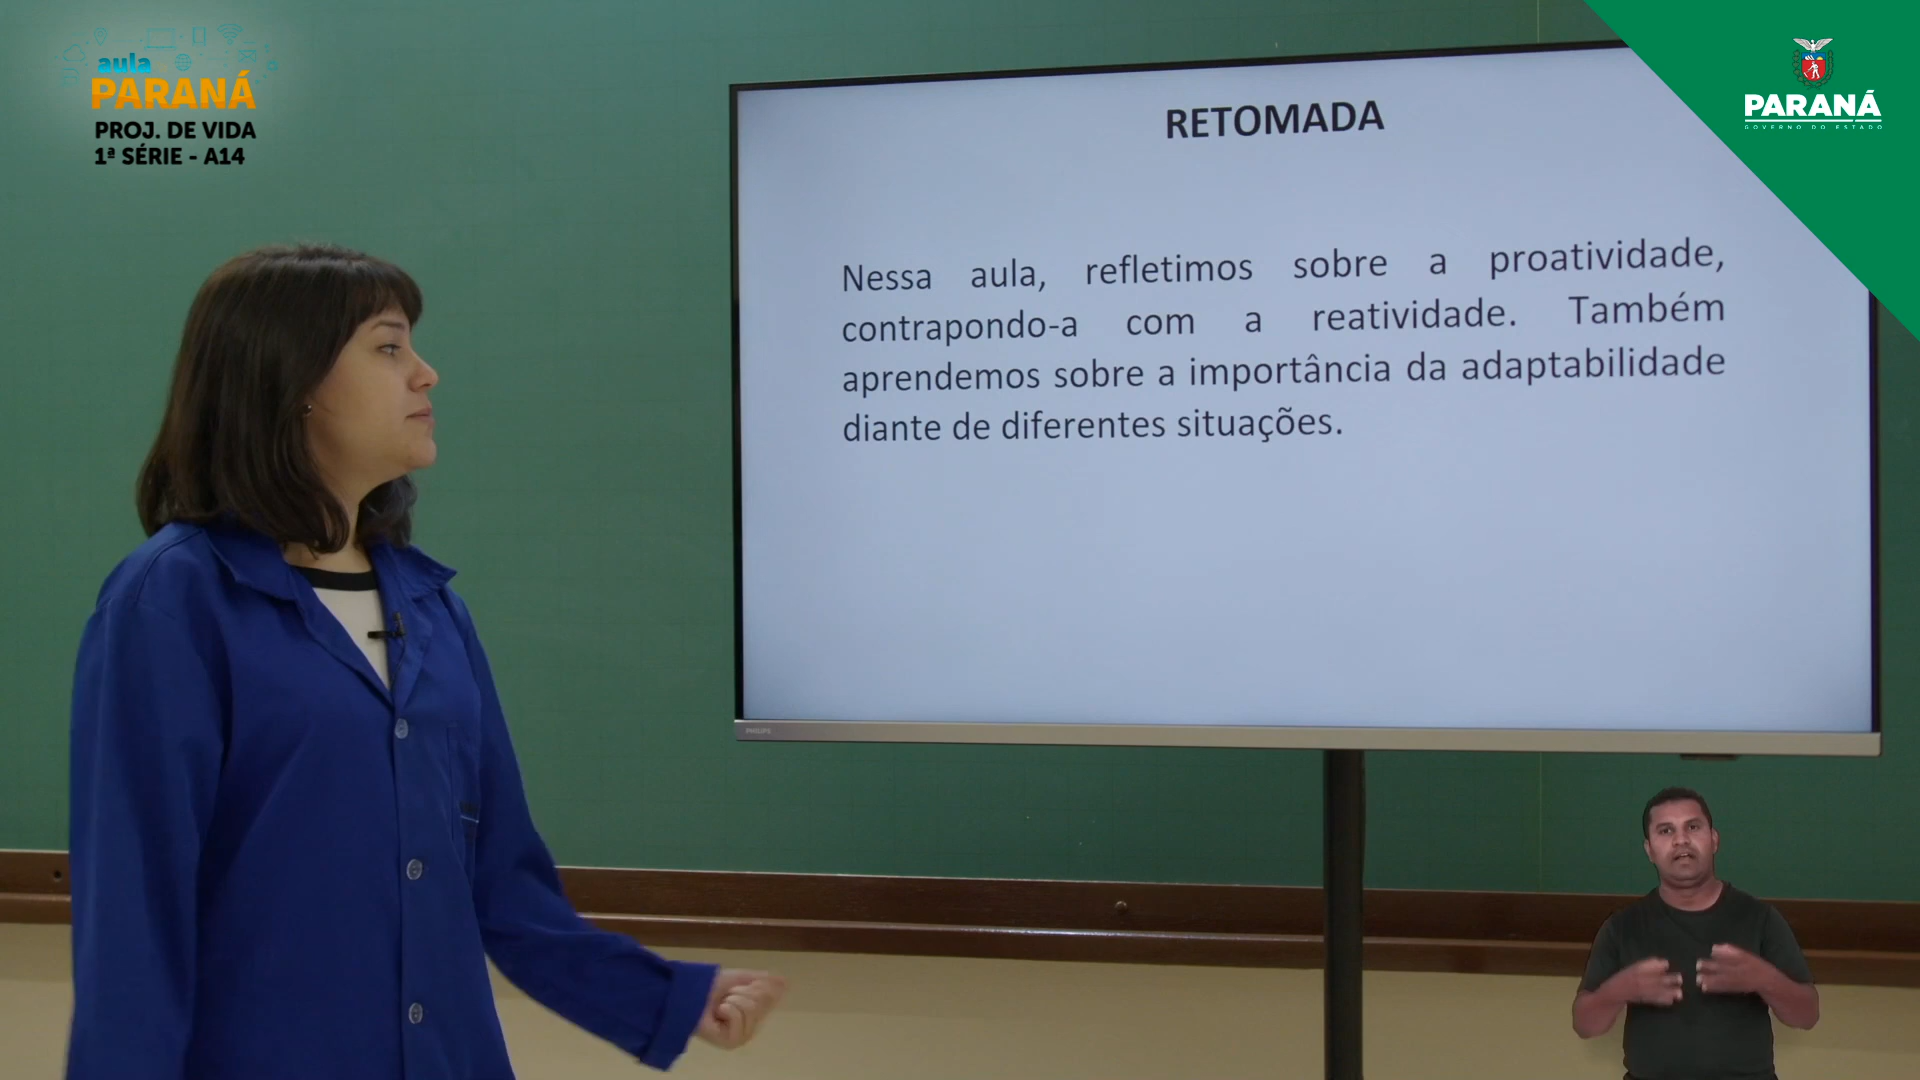 aula
PARANÁ
PROJ. DE VIDA
1ª SÉRIE - A14
PARANÁ
GOVERNO DO ESTADO
RETOMADA
Nessa aula, refletimos sobre a proatividade,
contrapondo-a com a reatividade. Também
aprendemos sobre a importância da adaptabilidade
diante de diferentes situações.
PHILIPS